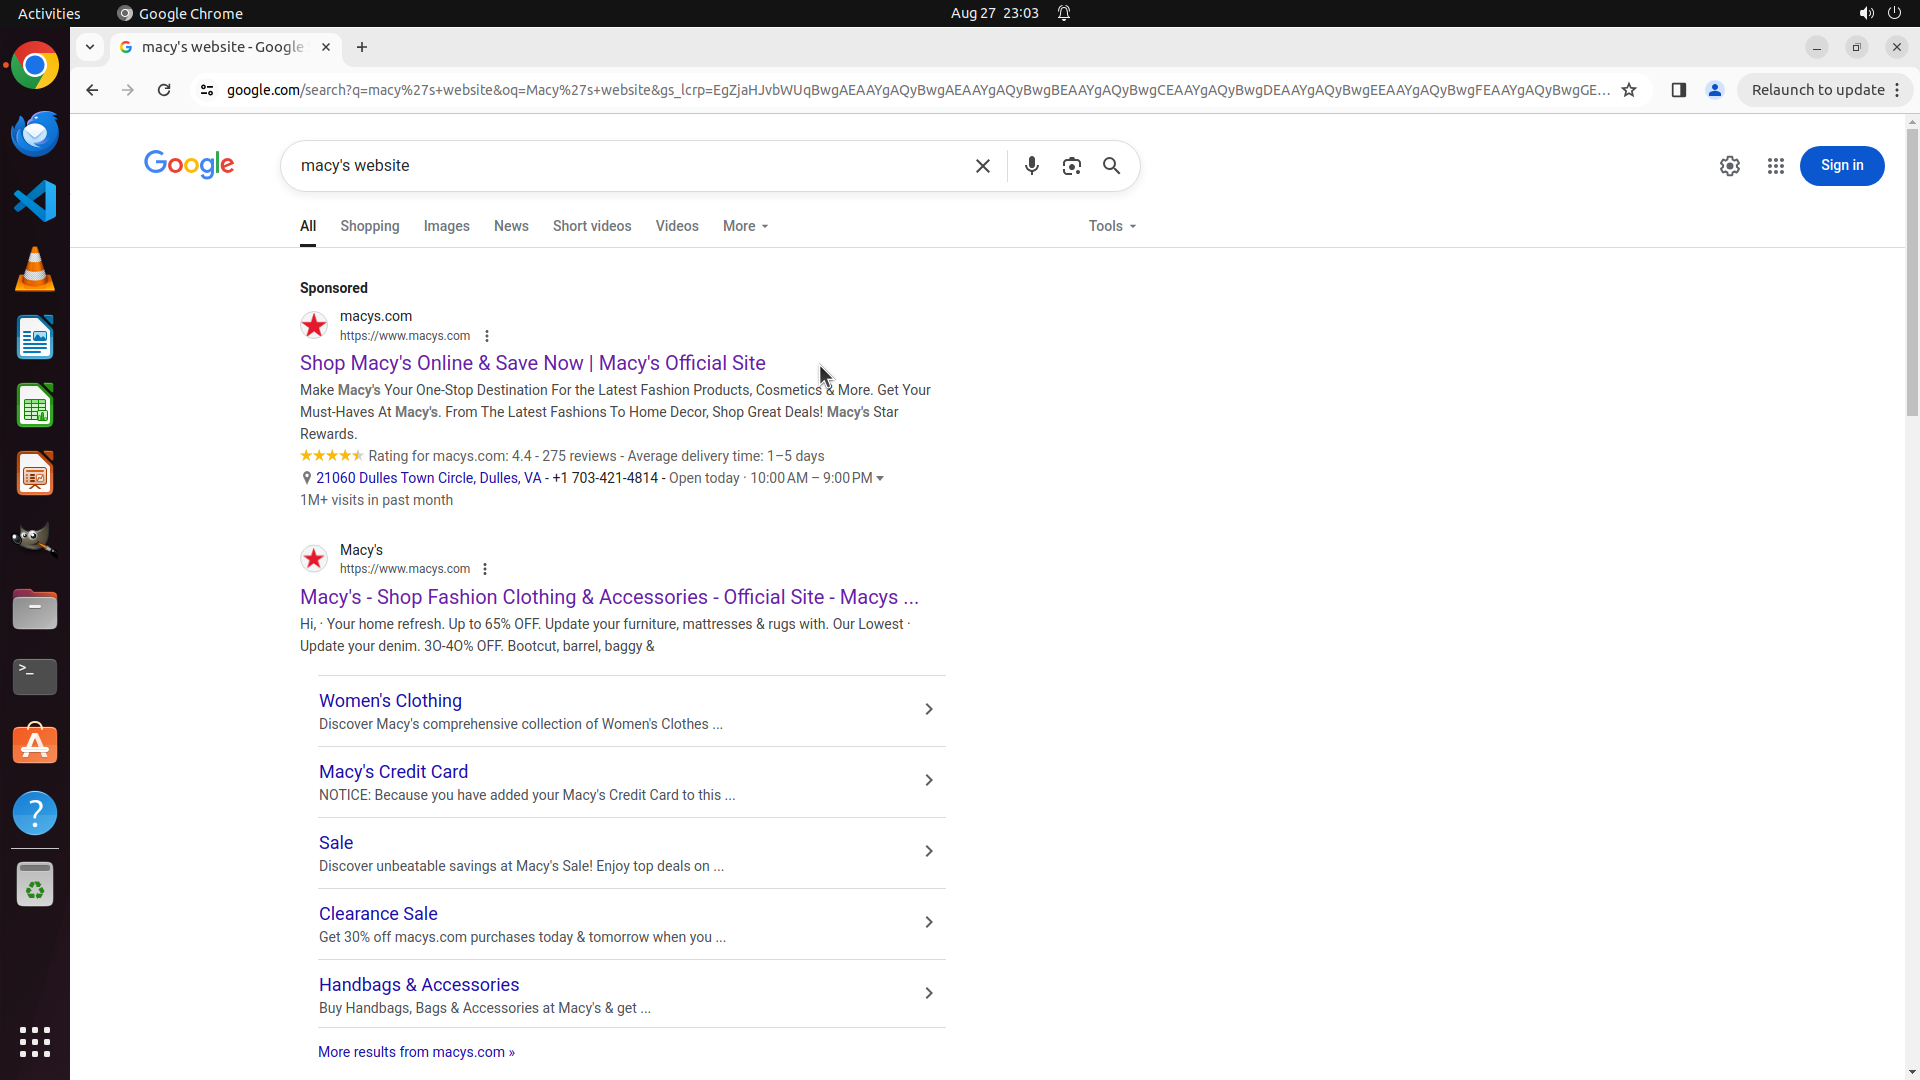 Activities
Google Chrome
Aug 27 23:03
macy's website - Google
google.com/search?q=macy%27s+website&oq=Macy%27s+website&gs_lcrp=EgZjaHJvbWUqBwgAEAAYgAQyBwgAEAAYgAQyBwgBEAAYgAQyBwgCEAAYgAQyBwgDEAAYgAQyBwgEEAAYgAQyBwgFEAAYgAQyBwgGE...
Relaunch to update
Google
macy's website
Sign in
All
Shopping
Images
News
Short videos
Videos
More
Tools
Sponsored
macys.com
https://www.macys.com
Shop Macy's Online & Save Now | Macy's Official Site
Make Macy's Your One-Stop Destination For the Latest Fashion Products, Cosmetics & More. Get Your
Must-Haves At Macy's. From The Latest Fashions To Home Decor, Shop Great Deals! Macy's Star
Rewards.
Rating for macys.com: 4.4 - 275 reviews - Average delivery time: 1–5 days
21060 Dulles Town Circle, Dulles, VA - +1 703-421-4814 - Open today · 10:00 AM – 9:00 PM
1M+ visits in past month
Macy's
https://www.macys.com
Macy's - Shop Fashion Clothing & Accessories - Official Site - Macys ...
Hi, · Your home refresh. Up to 65% OFF. Update your furniture, mattresses & rugs with. Our Lowest ·
Update your denim. 30-40% OFF. Bootcut, barrel, baggy &
Women's Clothing
Discover Macy's comprehensive collection of Women's Clothes ...
Macy's Credit Card
NOTICE: Because you have added your Macy's Credit Card to this ...
Sale
Discover unbeatable savings at Macy's Sale! Enjoy top deals on ...
Clearance Sale
Get 30% off macys.com purchases today & tomorrow when you ...
Handbags & Accessories
Buy Handbags, Bags & Accessories at Macy's & get ...
More results from macys.com »